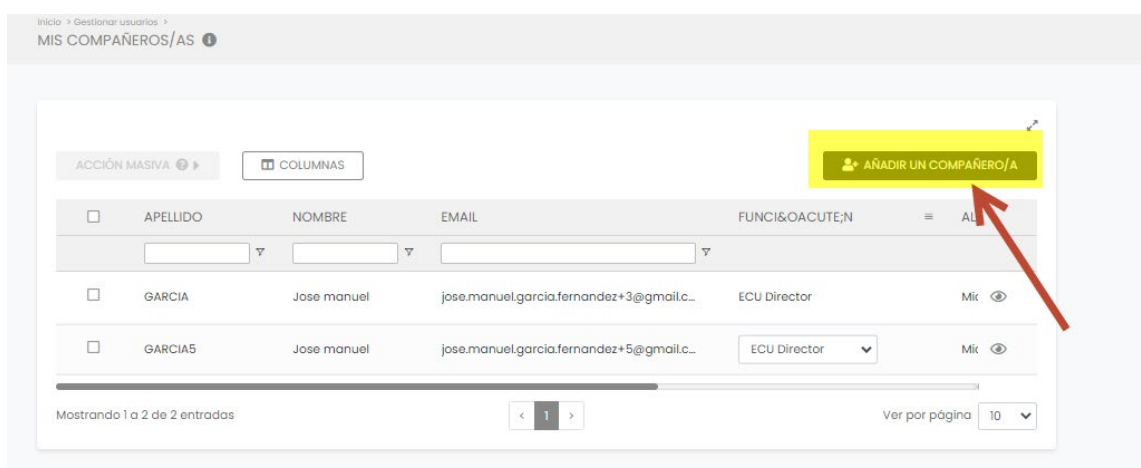 Inicio > Gestionar usuarios >
MIS COMPAÑEROS/AS
ACCIÓN MASIVA
COLUMNAS
AÑADIR UN COMPAÑERO/A
APELLIDO NOMBRE EMAIL FUNCI&OACUTE;N
GARCIA Jose manuel jose.manuel.garcia.fernandez+3@gmail.c... ECU Director Mic
GARCIA5 Jose manuel jose.manuel.garcia.fernandez+5@gmail.c... ECU Director Mic
Mostrando 1 a 2 de 2 entradas < 1 > Ver por página 10